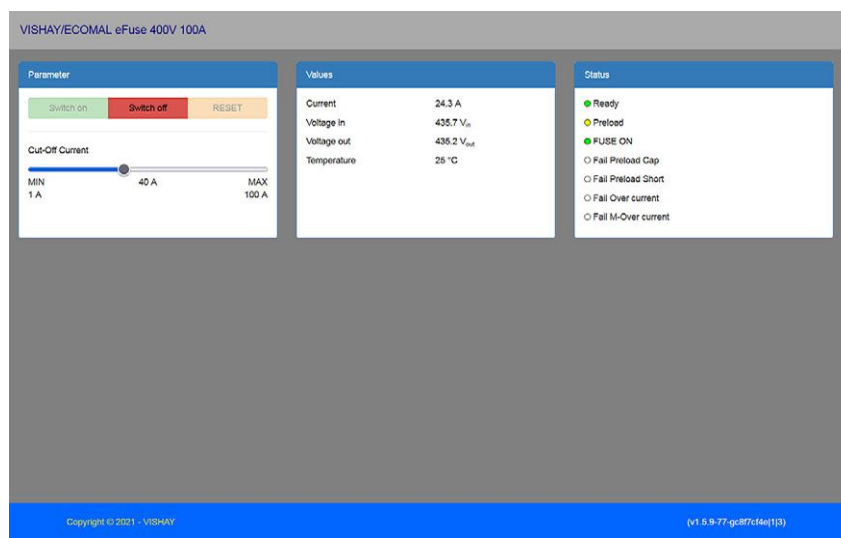 VISHAY/ECOMAL eFuse 400V 100A
Parameter
Switch on Switch off RESET
Cut-Off Current
MIN 40 A MAX
1 A 100 A
Values
Current 24.3 A
Voltage in 435.7 Vin
Voltage out 435.2 Vout
Temperature 25 °C
Status
Ready
Preload
FUSE ON
Fail Preload Cap
Fail Preload Short
Fail Over current
Fail M-Over current
Copyright © 2021 - VISHAY
(v1.5.9-77-gc8f7cf4e|1|3)